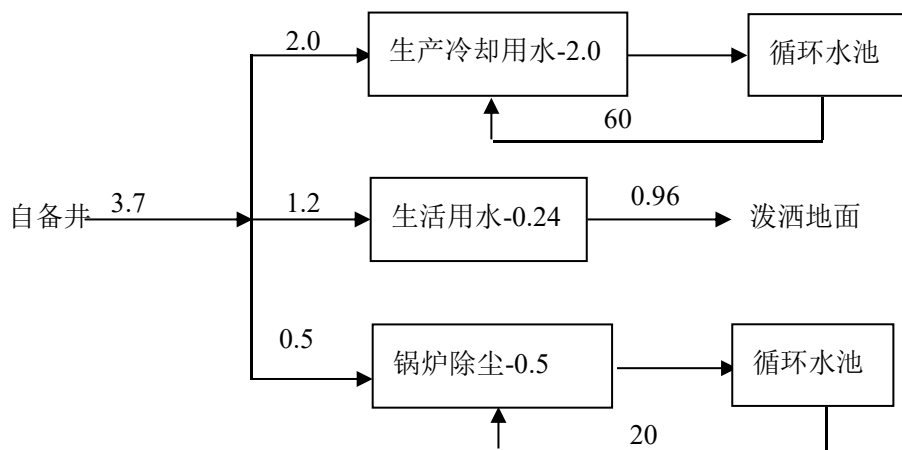 2.0
生产冷却用水-2.0
循环水池
60
自备井
3.7
1.2
生活用水-0.24
0.96
泼洒地面
0.5
锅炉除尘-0.5
循环水池
20